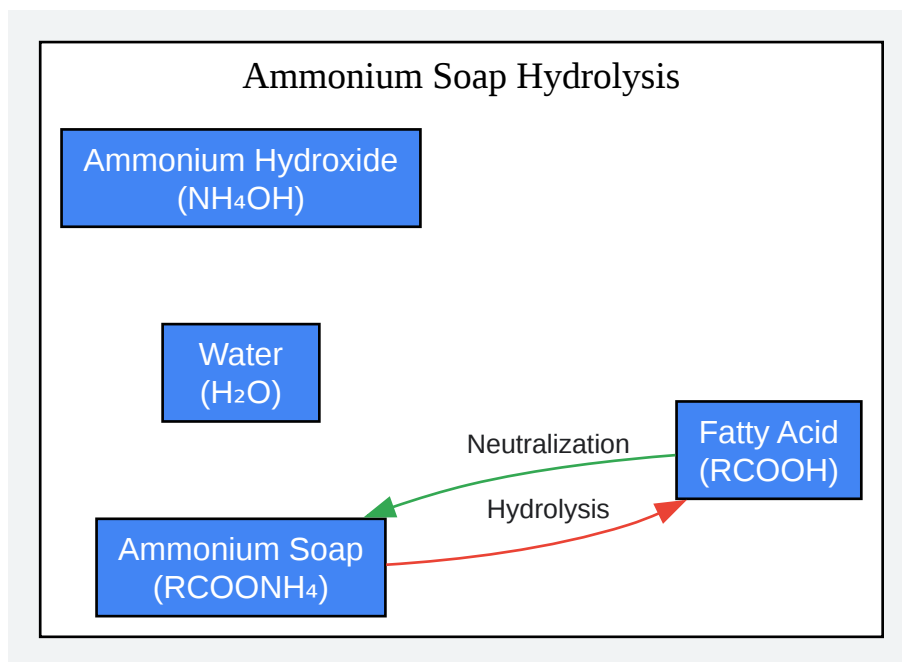 Ammonium Soap Hydrolysis
Ammonium Hydroxide
(NH₄OH)
Water
(H₂O)
Fatty Acid
(RCOOH)
Neutralization
Hydrolysis
Ammonium Soap
(RCOONH₄)